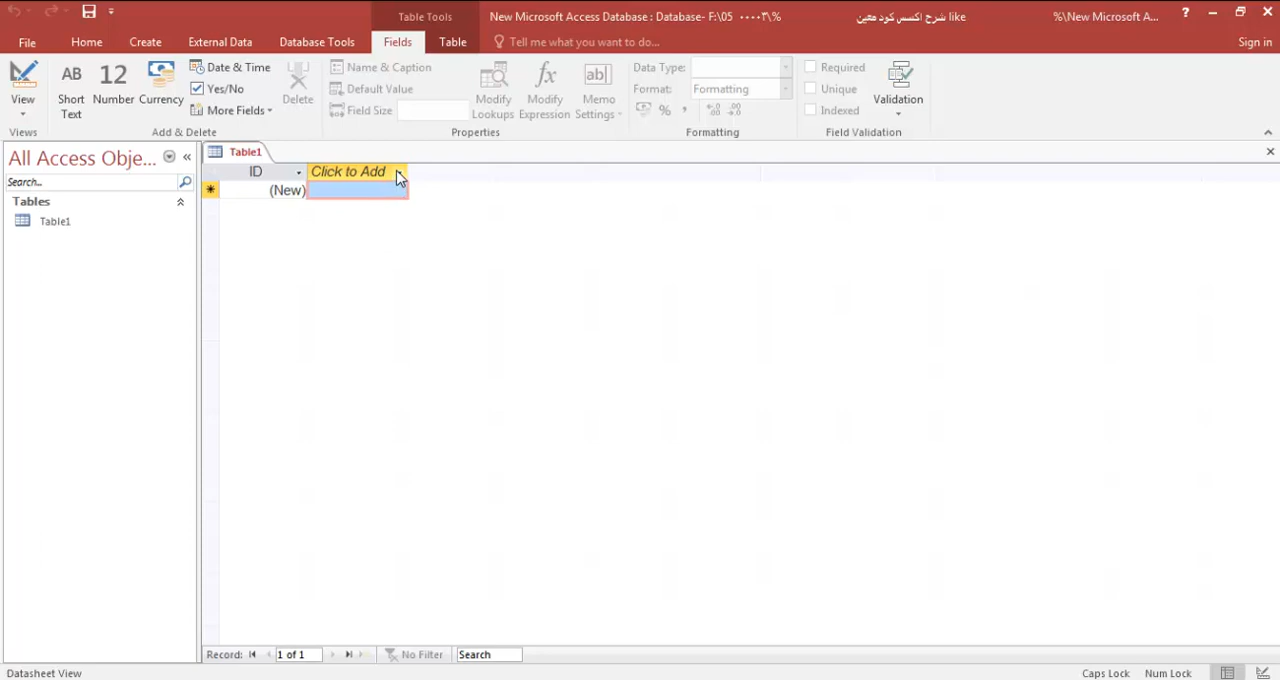 Table Tools
New Microsoft Access Database : Database- F:\05 ۰۰۰۰۳\% شرح اکسس کود معین like %\New Microsoft A...
?
Sign in
File Home Create External Data Database Tools Fields Table Tell me what you want to do...
View
Views
AB Short Text
12 Number
Currency
Date & Time
Yes/No
More Fields
Delete
Add & Delete
Name & Caption
Default Value
Field Size
Modify Lookups
fx Modify Expression
ab| Memo Settings
Properties
Data Type:
Format: Formatting
% ,
Formatting
Required
Unique
Indexed
Validation
Field Validation
All Access Obje...
Search...
Tables
Table1
Table1
ID Click to Add
(New)
Record: 1 of 1 No Filter Search
Datasheet View
Caps Lock Num Lock